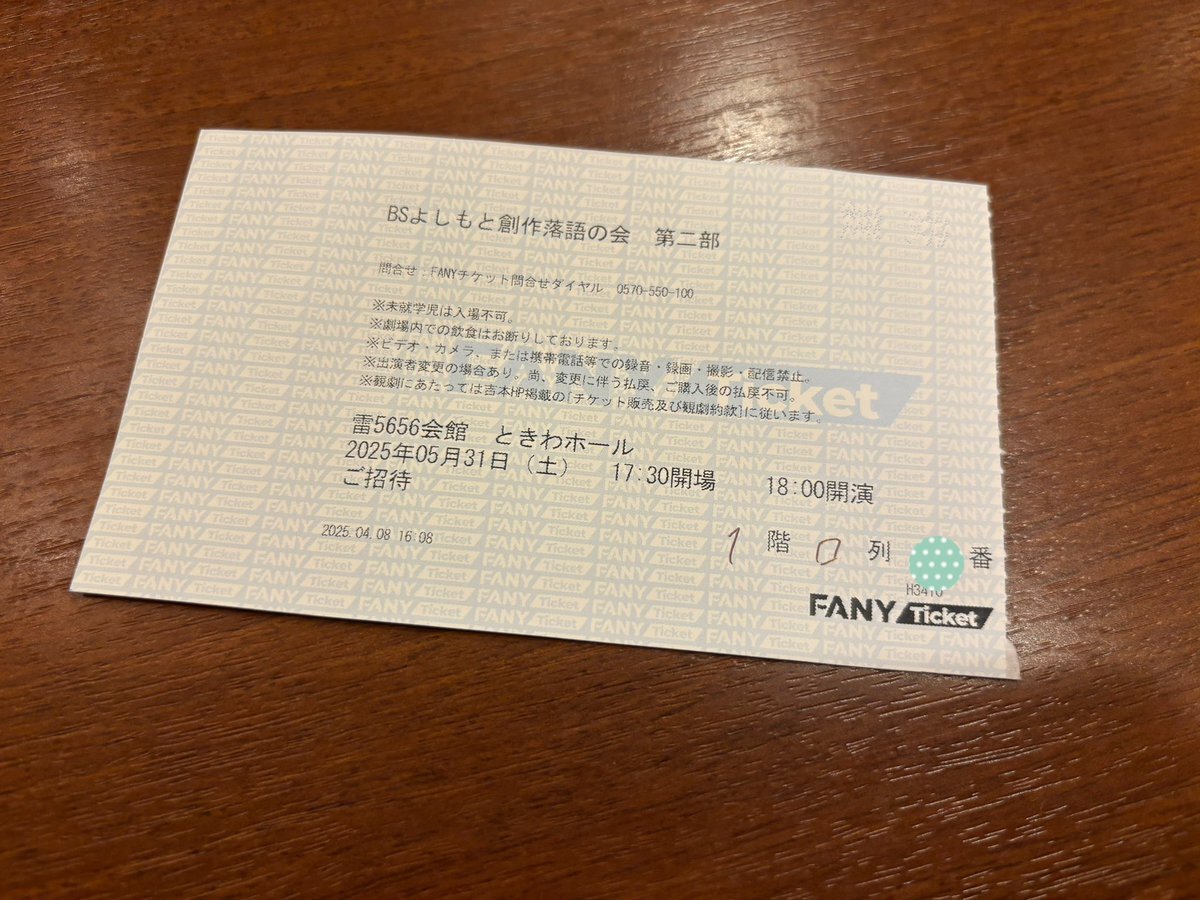 BSよしもと創作落語の会　第二部
問合せ：FANYチケット問合せダイヤル　0570-550-100
※未就学児は入場不可。
※劇場内での飲食はお断りしております。
※ビデオ・カメラ、または携帯電話等での録音・録画・撮影・配信禁止。
※出演者変更の場合あり。尚、変更に伴う払戻、ご購入後の払戻不可。
※観劇にあたっては吉本HP掲載の[チケット販売及び観劇約款]に従います。
雷5656会館　ときわホール
2025年05月31日（土）　17:30開場　　18:00開演
ご招待
2025.04.08 16:08
1 階 列 番
H3410
FANY Ticket